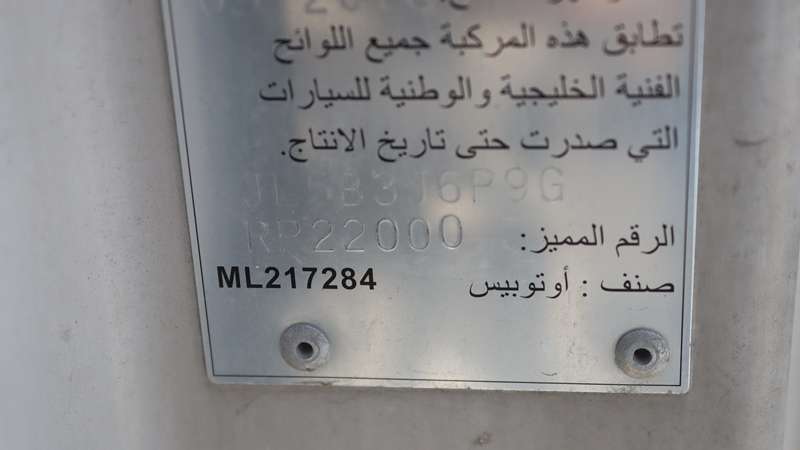 تطابق هذه المركبة جميع اللوائح
الفنية الخليجية والوطنية للسيارات
التي صدرت حتى تاريخ الانتاج.
الرقم المميز: 22000
صنف : أوتوبيس
ML217284